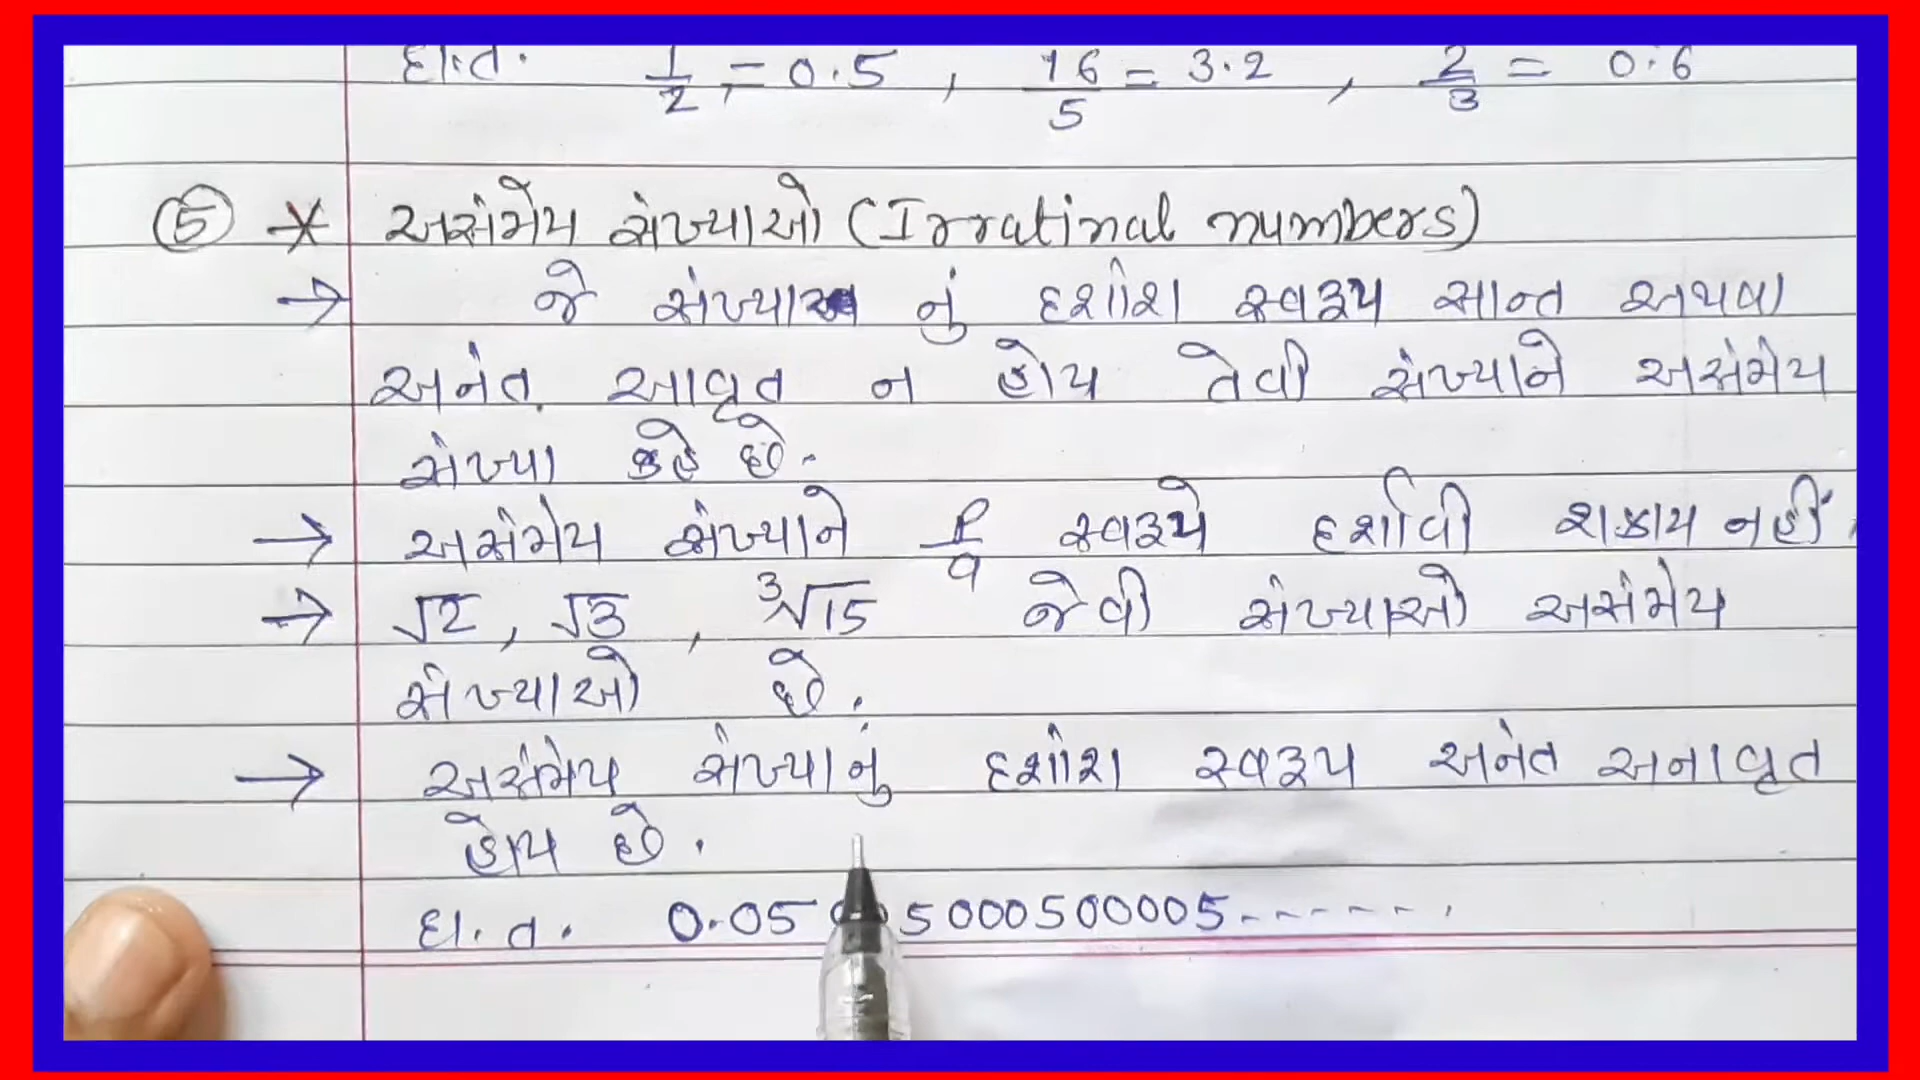 દા.ત. 1/2 = 0.5 , 16/5 = 3.2 , 2/3 = 0.6
⑤ * અસંમેય સંખ્યાઓ (Irratinal numbers)
→ જે સંખ્યા નું દશાંશ સ્વરૂપ સાન્ત અથવા
અનંત આવૃત ન હોય તેવી સંખ્યાને અસંમેય
સંખ્યા કહે છે.
→ અસંમેય સંખ્યાને p/q સ્વરૂપે દર્શાવી શકાય નહીં.
→ √2 , √3 , ³√15 જેવી સંખ્યાઓ અસંમેય
સંખ્યાઓ છે.
→ અસંમેય સંખ્યાનું દશાંશ સ્વરૂપ અનંત અનાવૃત
હોય છે.
દા.ત. 0.05 5000500005-------